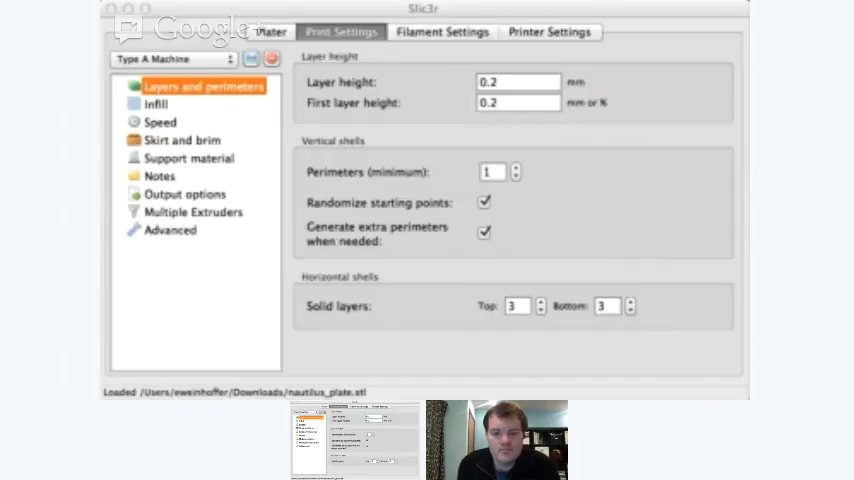 Slic3r
Google+
Plater Print Settings Filament Settings Printer Settings
Type A Machine
Layers and perimeters
Infill
Speed
Skirt and brim
Support material
Notes
Output options
Multiple Extruders
Advanced
Layer height
Layer height: 0.2 mm
First layer height: 0.2 mm or %
Vertical shells
Perimeters (minimum): 1
Randomize starting points:
Generate extra perimeters
when needed:
Horizontal shells
Solid layers: Top: 3 Bottom: 3
Loaded /Users/eweinhoffer/Downloads/nautilus_plate.stl